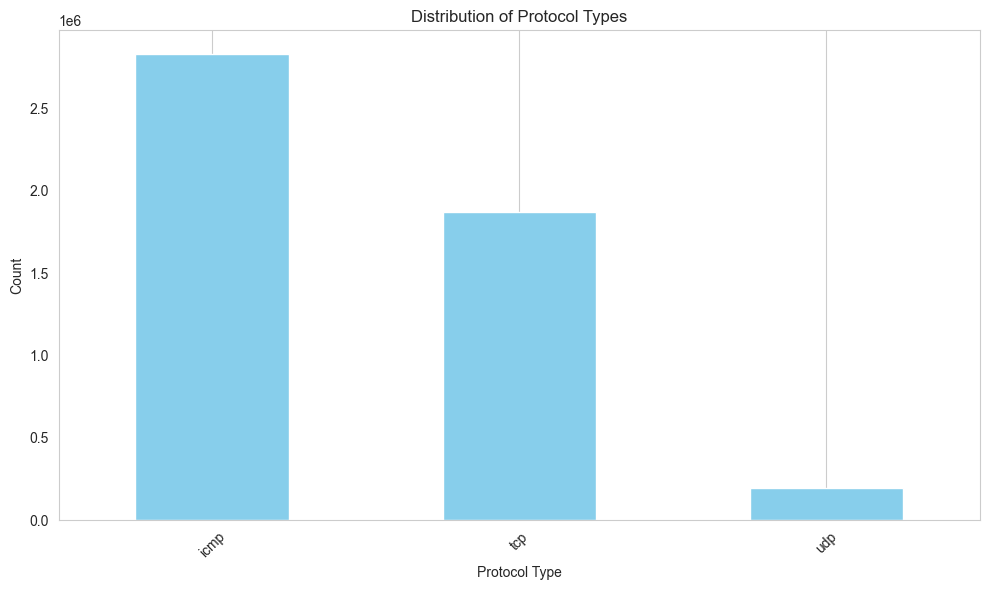 Distribution of Protocol Types
1e6
2.5
2.0
1.5
1.0
0.5
0.0
Count
icmp
tcp
udp
Protocol Type